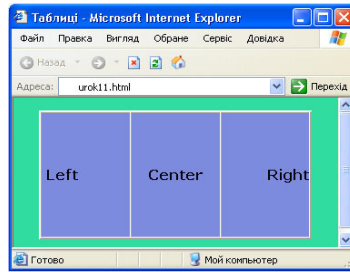 Таблиці - Microsoft Internet Explorer
Файл Правка Вигляд Обране Сервіс Довідка
Назад
Адреса: urok11.html Перехід
Left Center Right
Готово Мой компьютер